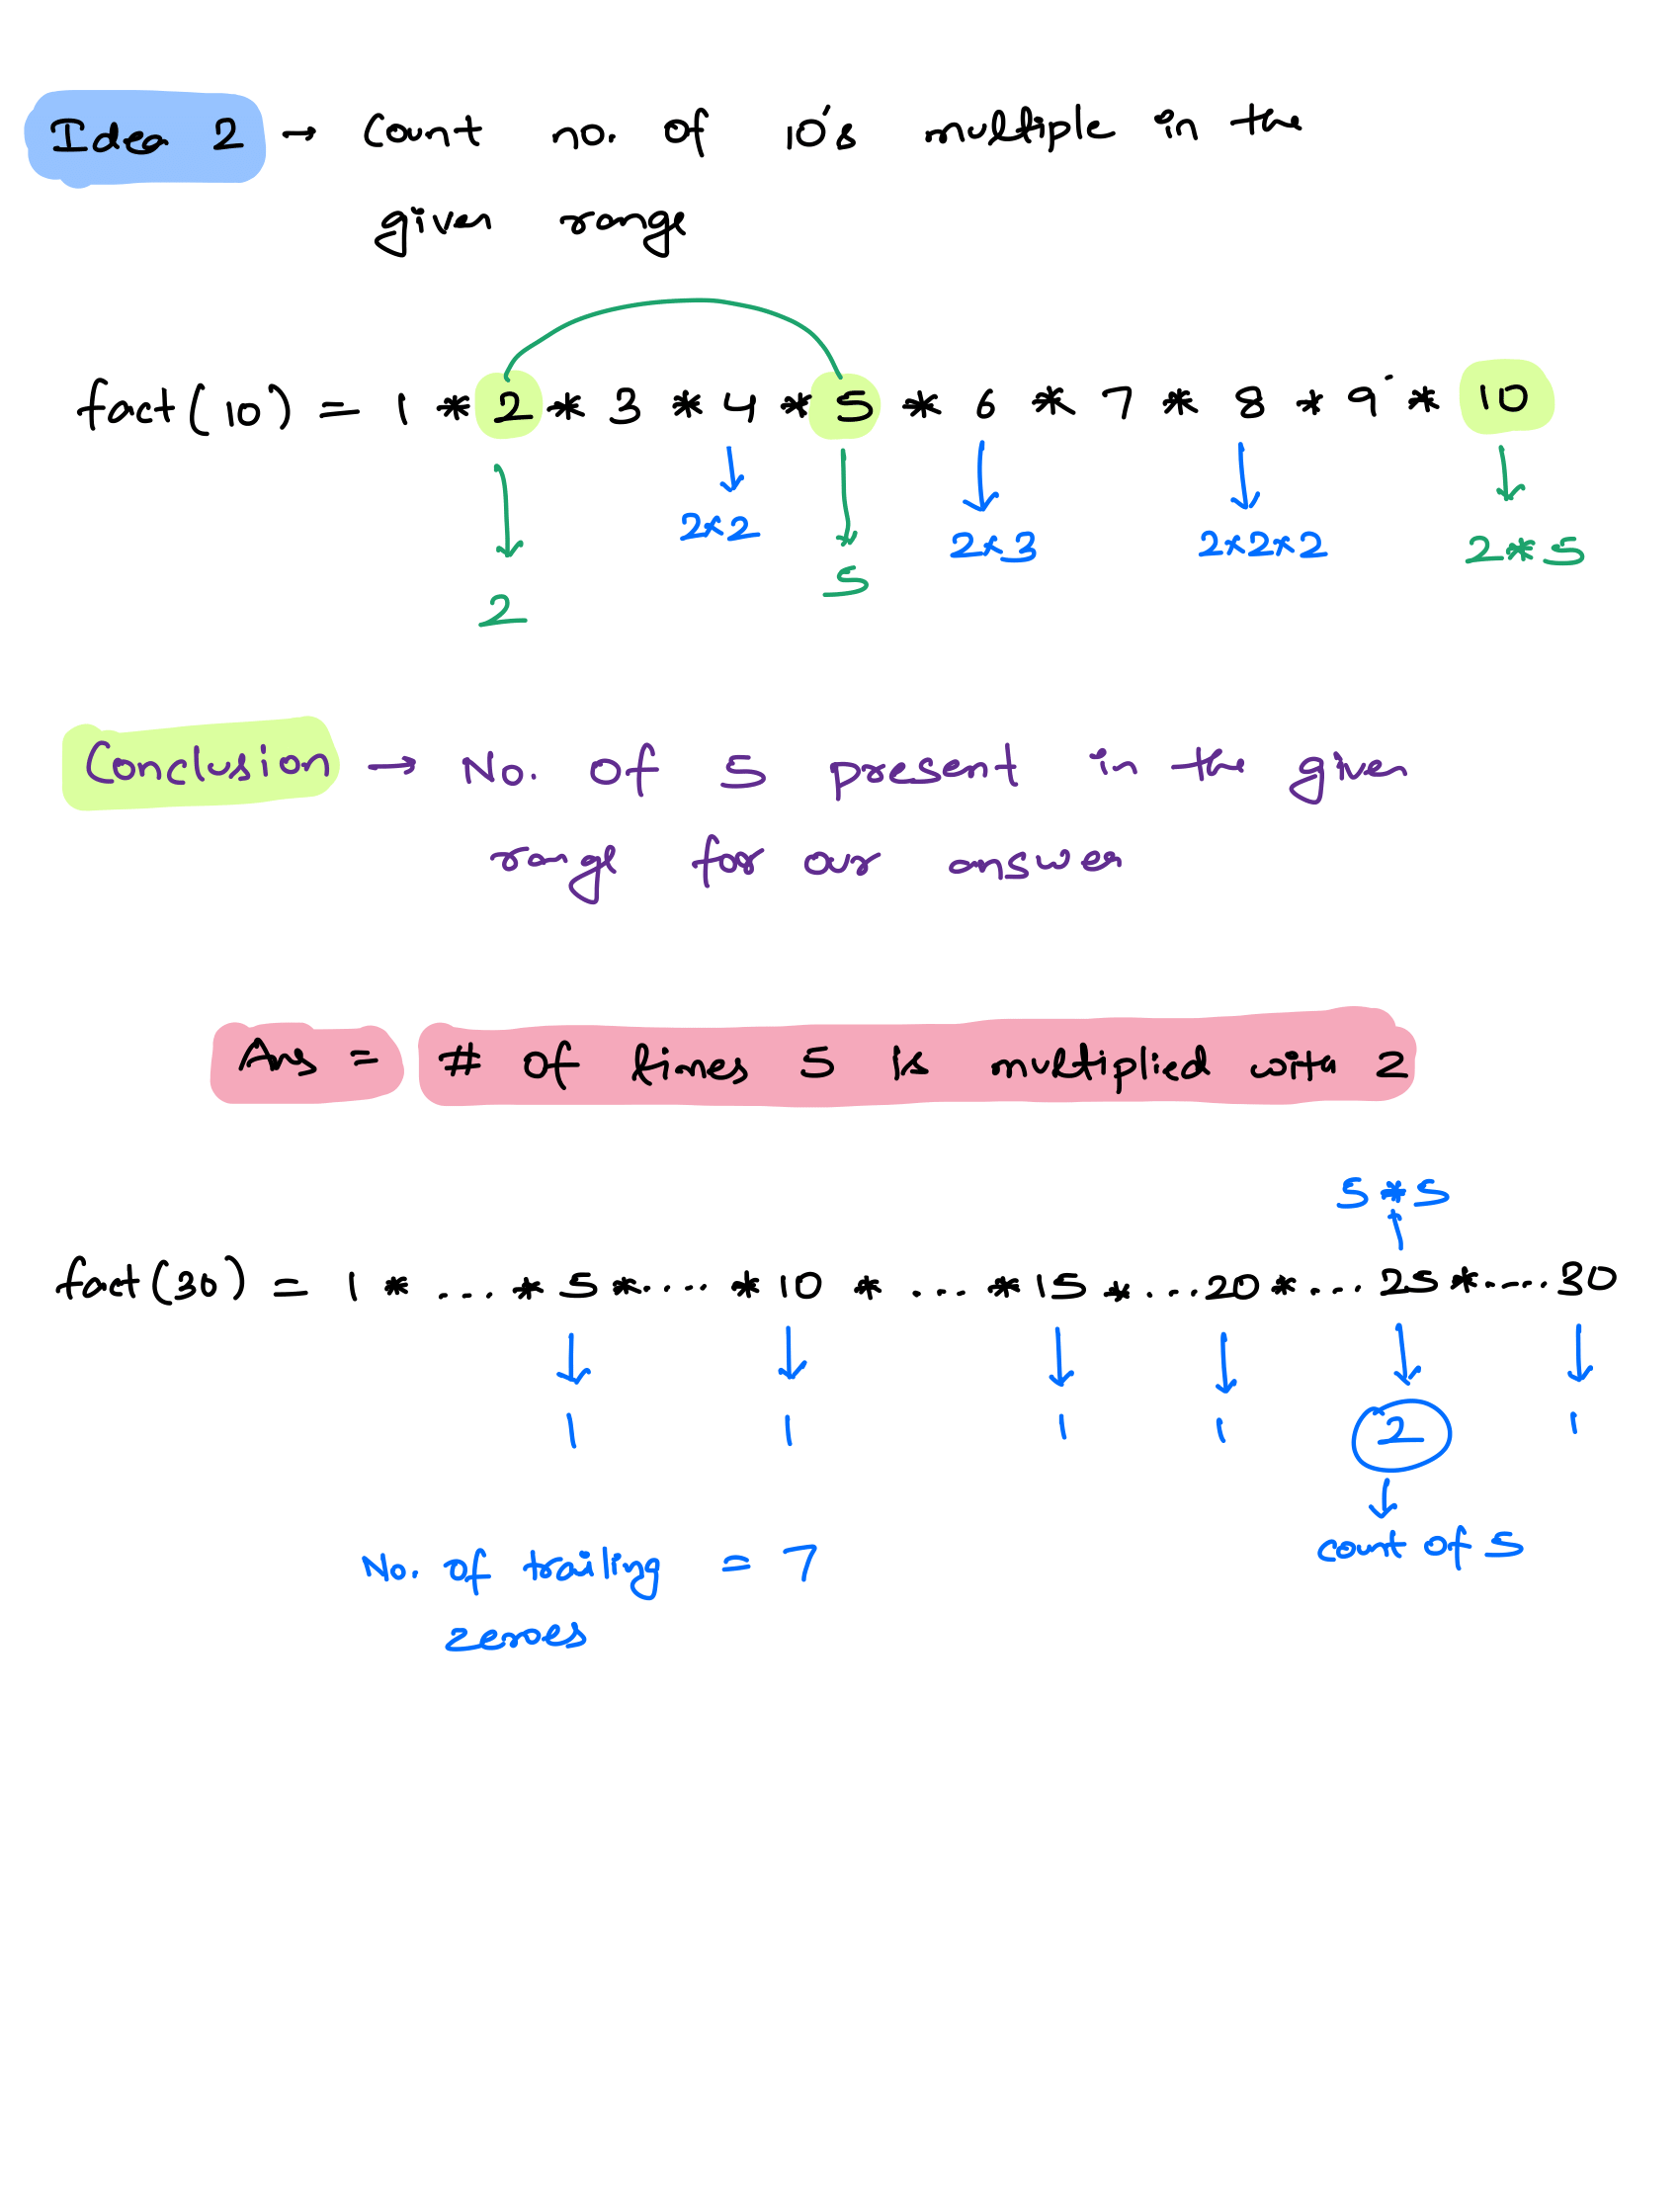 Idea 2 → Count no. of 10's multiple in the
given range
fact(10) = 1 * 2 * 3 * 4 * 5 * 6 * 7 * 8 * 9 * 10
2 2×2 5 2×3 2×2×2 2*5
Conclusion → No. of 5 present in the given
range for our answer
Ans = # of times 5 is multiplied with 2
5*5
fact(30) = 1 * ... * 5 * .... * 10 * .... * 15 * ... 20 * ... 25 * .... 30
1 1 1 1 2 1
count of 5
No. of trailing = 7
zeroes